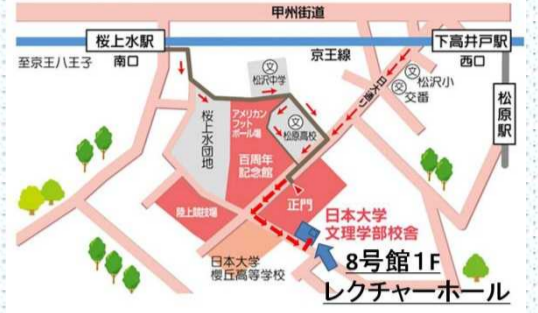 甲州街道
桜上水駅
南口
至京王八王子
京王線
下高井戸駅
西口
松原駅
文
松沢中学
日大通り
文
文
松沢小
交番
桜上水団地
アメリカン
フット
ボール場
文
松原高校
百周年
記念館
陸上競技場
正門
日本大学
文理学部校舎
日本大学
櫻丘高等学校
8号館1F
レクチャーホール